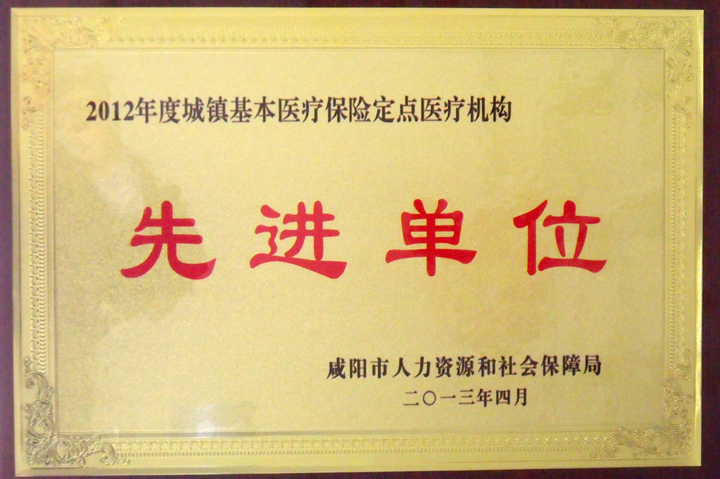 2012年度城镇基本医疗保险定点医疗机构
先进单位
咸阳市人力资源和社会保障局
二〇一三年四月